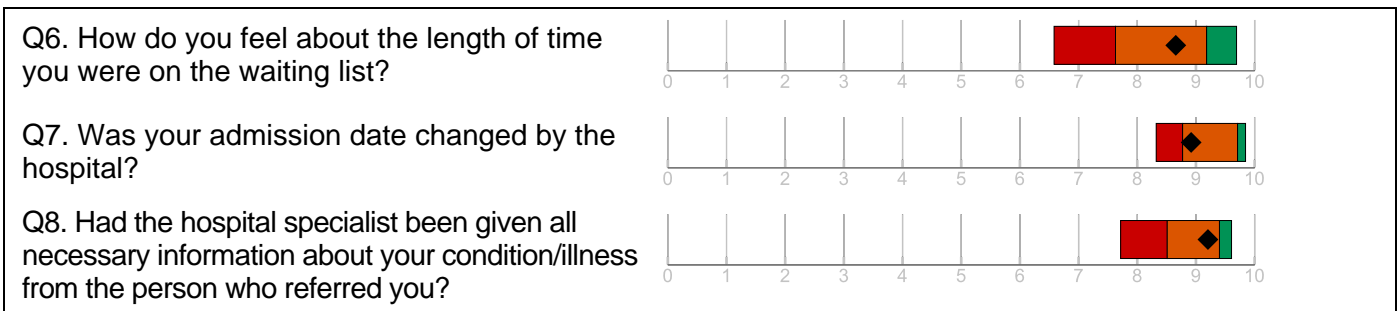 Q6. How do you feel about the length of time
you were on the waiting list?
0 1 2 3 4 5 6 7 8 9 10
Q7. Was your admission date changed by the
hospital?
0 1 2 3 4 5 6 7 8 9 10
Q8. Had the hospital specialist been given all
necessary information about your condition/illness
from the person who referred you?
0 1 2 3 4 5 6 7 8 9 10